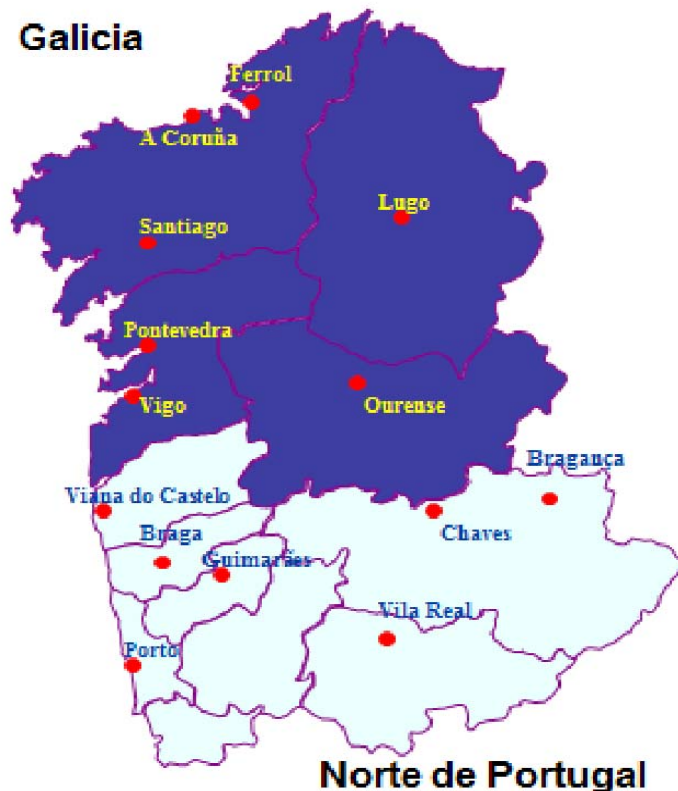 Galicia
Ferrol
A Coruña
Lugo
Santiago
Pontevedra
Vigo
Ourense
Bragança
Viana do Castelo
Braga
Chaves
Guimarães
Vila Real
Porto
Norte de Portugal